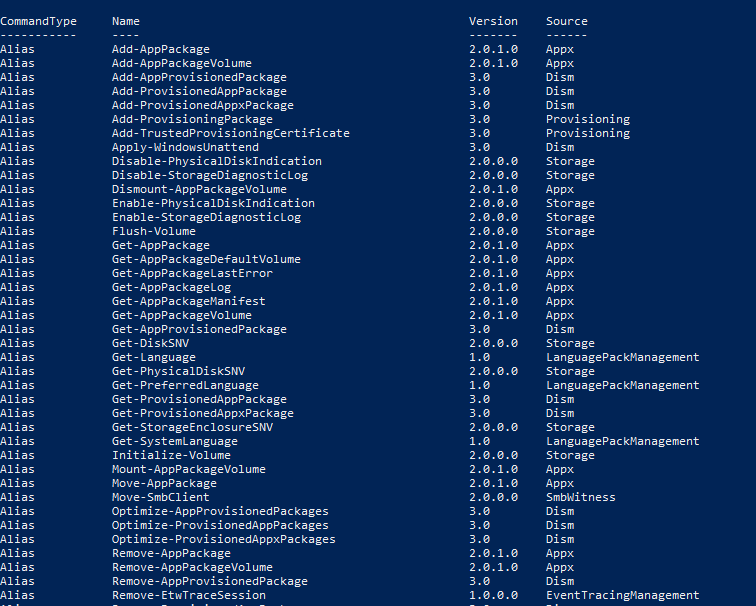 CommandType Name Version Source
----------- ---- ------- ------
Alias Add-AppPackage 2.0.1.0 Appx
Alias Add-AppPackageVolume 2.0.1.0 Appx
Alias Add-AppProvisionedPackage 3.0 Dism
Alias Add-ProvisionedAppPackage 3.0 Dism
Alias Add-ProvisionedAppxPackage 3.0 Dism
Alias Add-ProvisioningPackage 3.0 Provisioning
Alias Add-TrustedProvisioningCertificate 3.0 Provisioning
Alias Apply-WindowsUnattend 3.0 Dism
Alias Disable-PhysicalDiskIndication 2.0.0.0 Storage
Alias Disable-StorageDiagnosticLog 2.0.0.0 Storage
Alias Dismount-AppPackageVolume 2.0.1.0 Appx
Alias Enable-PhysicalDiskIndication 2.0.0.0 Storage
Alias Enable-StorageDiagnosticLog 2.0.0.0 Storage
Alias Flush-Volume 2.0.0.0 Storage
Alias Get-AppPackage 2.0.1.0 Appx
Alias Get-AppPackageDefaultVolume 2.0.1.0 Appx
Alias Get-AppPackageLastError 2.0.1.0 Appx
Alias Get-AppPackageLog 2.0.1.0 Appx
Alias Get-AppPackageManifest 2.0.1.0 Appx
Alias Get-AppPackageVolume 2.0.1.0 Appx
Alias Get-AppProvisionedPackage 3.0 Dism
Alias Get-DiskSNV 2.0.0.0 Storage
Alias Get-Language 1.0 LanguagePackManagement
Alias Get-PhysicalDiskSNV 2.0.0.0 Storage
Alias Get-PreferredLanguage 1.0 LanguagePackManagement
Alias Get-ProvisionedAppPackage 3.0 Dism
Alias Get-ProvisionedAppxPackage 3.0 Dism
Alias Get-StorageEnclosureSNV 2.0.0.0 Storage
Alias Get-SystemLanguage 1.0 LanguagePackManagement
Alias Initialize-Volume 2.0.0.0 Storage
Alias Mount-AppPackageVolume 2.0.1.0 Appx
Alias Move-AppPackage 2.0.1.0 Appx
Alias Move-SmbClient 2.0.0.0 SmbWitness
Alias Optimize-AppProvisionedPackages 3.0 Dism
Alias Optimize-ProvisionedAppPackages 3.0 Dism
Alias Optimize-ProvisionedAppxPackages 3.0 Dism
Alias Remove-AppPackage 2.0.1.0 Appx
Alias Remove-AppPackageVolume 2.0.1.0 Appx
Alias Remove-AppProvisionedPackage 3.0 Dism
Alias Remove-EtwTraceSession 1.0.0.0 EventTracingManagement